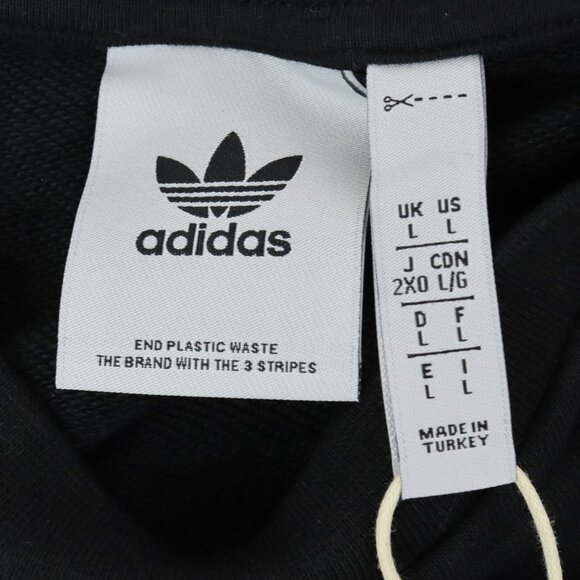 adidas
END PLASTIC WASTE
THE BRAND WITH THE 3 STRIPES
UK US
L L
J CDN
2XO L/G
D F
L L
E I
L L
MADE IN
TURKEY